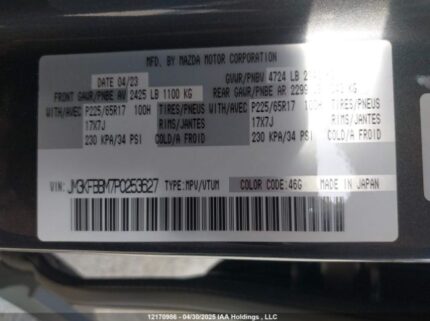 MFD. BY MAZDA MOTOR CORPORATION
DATE 04/23 GVWR/PNBV 4724 LB
FRONT GAWR/PNBE AV 2425 LB 1100 KG REAR GAWR/PNBE AR KG
WITH/AVEC P225/65R17 100H TIRES/PNEUS WITH/AVEC P225/65R17 100H TIRES/PNEUS
17X7J RIMS/JANTES 17X7J RIMS/JANTES
230 KPA/34 PSI COLD/A FROID 230 KPA/34 PSI COLD/A FROID
VIN: TYPE:MPV/VTUM COLOR CODE:46G MADE IN JAPAN
12170986 - 04/30/2025 IAA Holdings , LLC